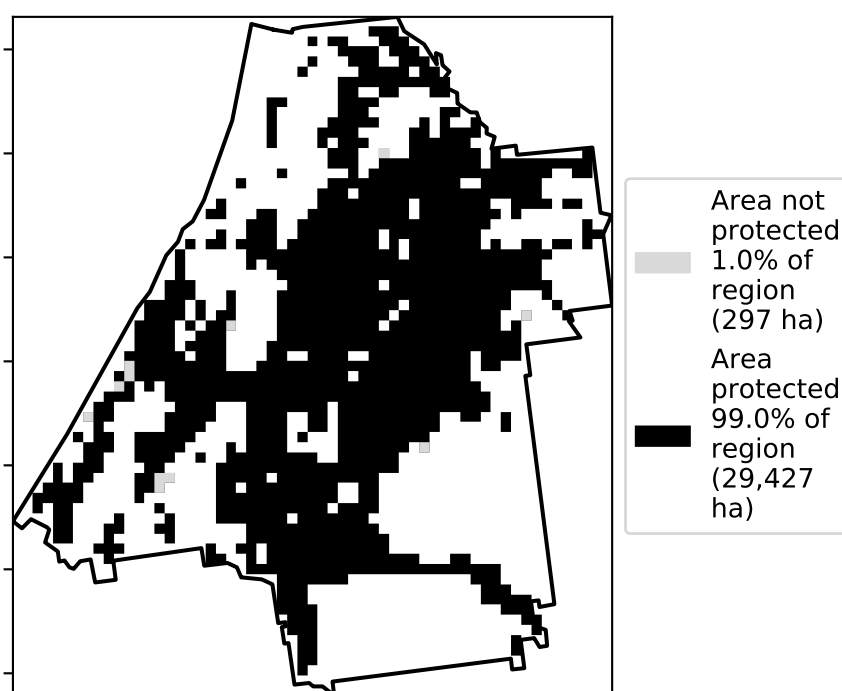 Area not
protected
1.0% of
region
(297 ha)
Area
protected
99.0% of
region
(29,427
ha)